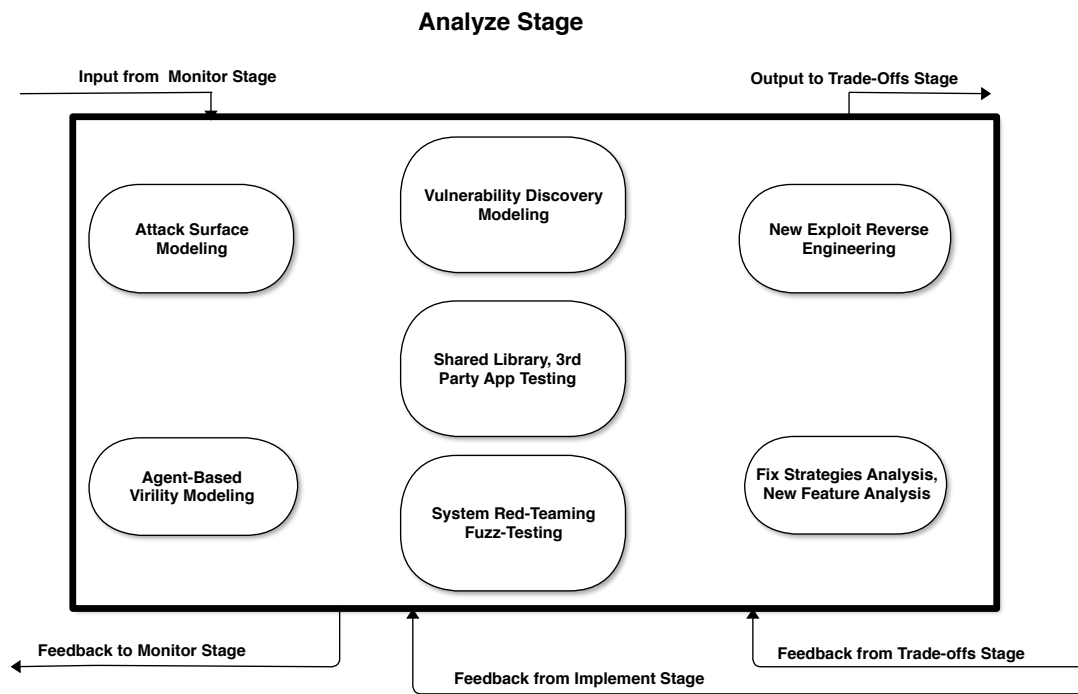 Analyze Stage
Input from Monitor Stage
Output to Trade-Offs Stage
Attack Surface
Modeling
Vulnerability Discovery
Modeling
New Exploit Reverse
Engineering
Shared Library, 3rd
Party App Testing
Agent-Based
Virility Modeling
System Red-Teaming
Fuzz-Testing
Fix Strategies Analysis,
New Feature Analysis
Feedback to Monitor Stage
Feedback from Implement Stage
Feedback from Trade-offs Stage